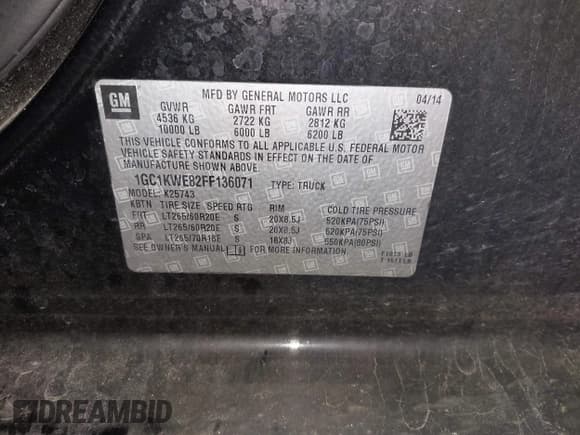 GM
MFD BY GENERAL MOTORS LLC 04/14
GVWR GAWR FRT GAWR RR
4536 KG 2722 KG 2812 KG
10000 LB 6000 LB 6200 LB
THIS VEHICLE CONFORMS TO ALL APPLICABLE U.S. FEDERAL MOTOR
VEHICLE SAFETY STANDARDS IN EFFECT ON THE DATE OF
MANUFACTURE SHOWN ABOVE.
1GC1KWE82FF136071 TYPE: TRUCK
MODEL: K25743
KBTN TIRE SIZE SPEED RTG RIM COLD TIRE PRESSURE
FRT LT265/60R20E S 20X8.5J 520KPA(75PSI)
RR LT265/60R20E S 20X8.5J 520KPA(75PSI)
SPA LT265/70R18E S 18X8J 550KPA(80PSI)
SEE OWNER'S MANUAL FOR MORE INFORMATION.
DREAMBID